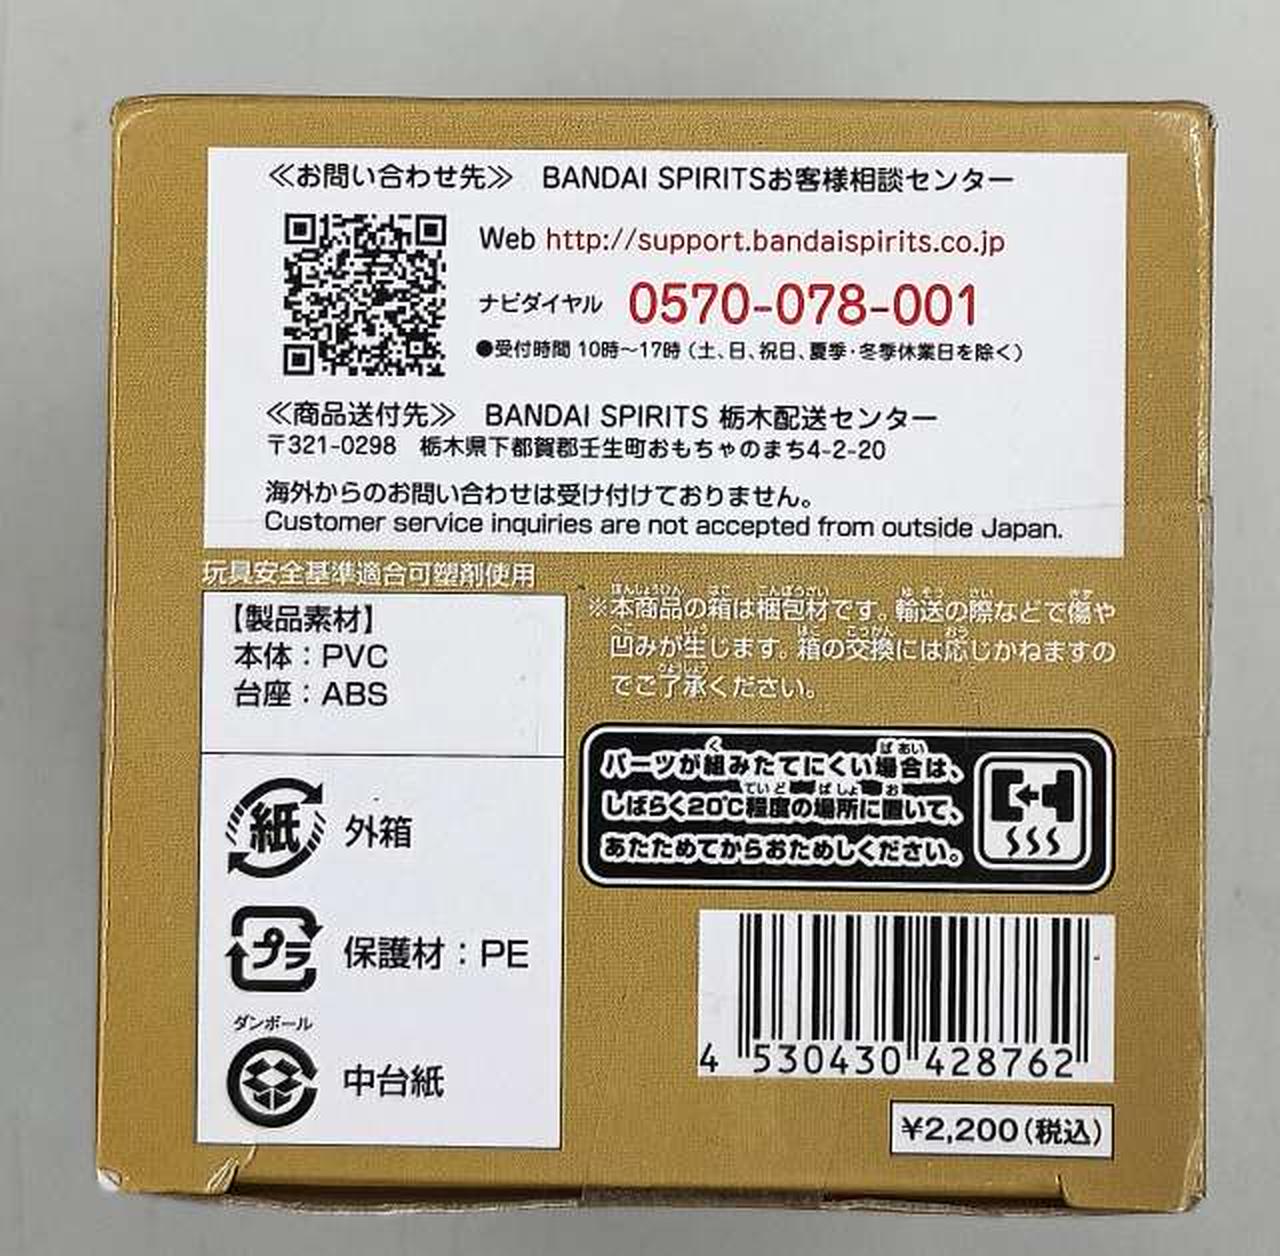 ≪お問い合わせ先≫ BANDAI SPIRITSお客様相談センター
Web http://support.bandaispirits.co.jp
ナビダイヤル 0570-078-001
●受付時間 10時～17時（土、日、祝日、夏季・冬季休業日を除く）
≪商品送付先≫ BANDAI SPIRITS 栃木配送センター
〒321-0298 栃木県下都賀郡壬生町おもちゃのまち4-2-20
海外からのお問い合わせは受け付けておりません。
Customer service inquiries are not accepted from outside Japan.
玩具安全基準適合可塑剤使用
【製品素材】
本体：PVC
台座：ABS
紙 外箱
プラ 保護材：PE
ダンボール
中台紙
※本商品の箱は梱包材です。輸送の際などで傷や
凹みが生じます。箱の交換には応じかねますの
でご了承ください。
パーツが組みたてにくい場合は、
しばらく20℃程度の場所に置いて、
あたためてからおためしください。
4 530430 428762
¥2,200（税込）